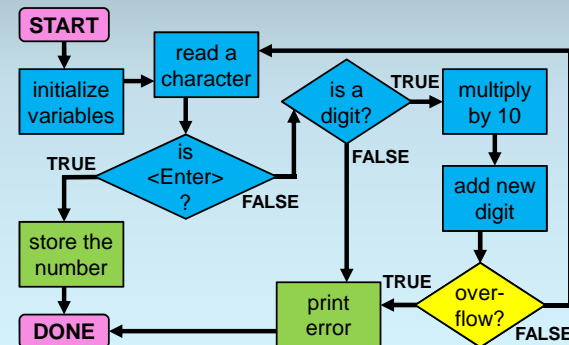 START
initialize
variables
read a
character
is
<Enter>
?
TRUE
FALSE
store the
number
DONE
is a
digit?
TRUE
FALSE
multiply
by 10
add new
digit
over-
flow?
TRUE
FALSE
print
error